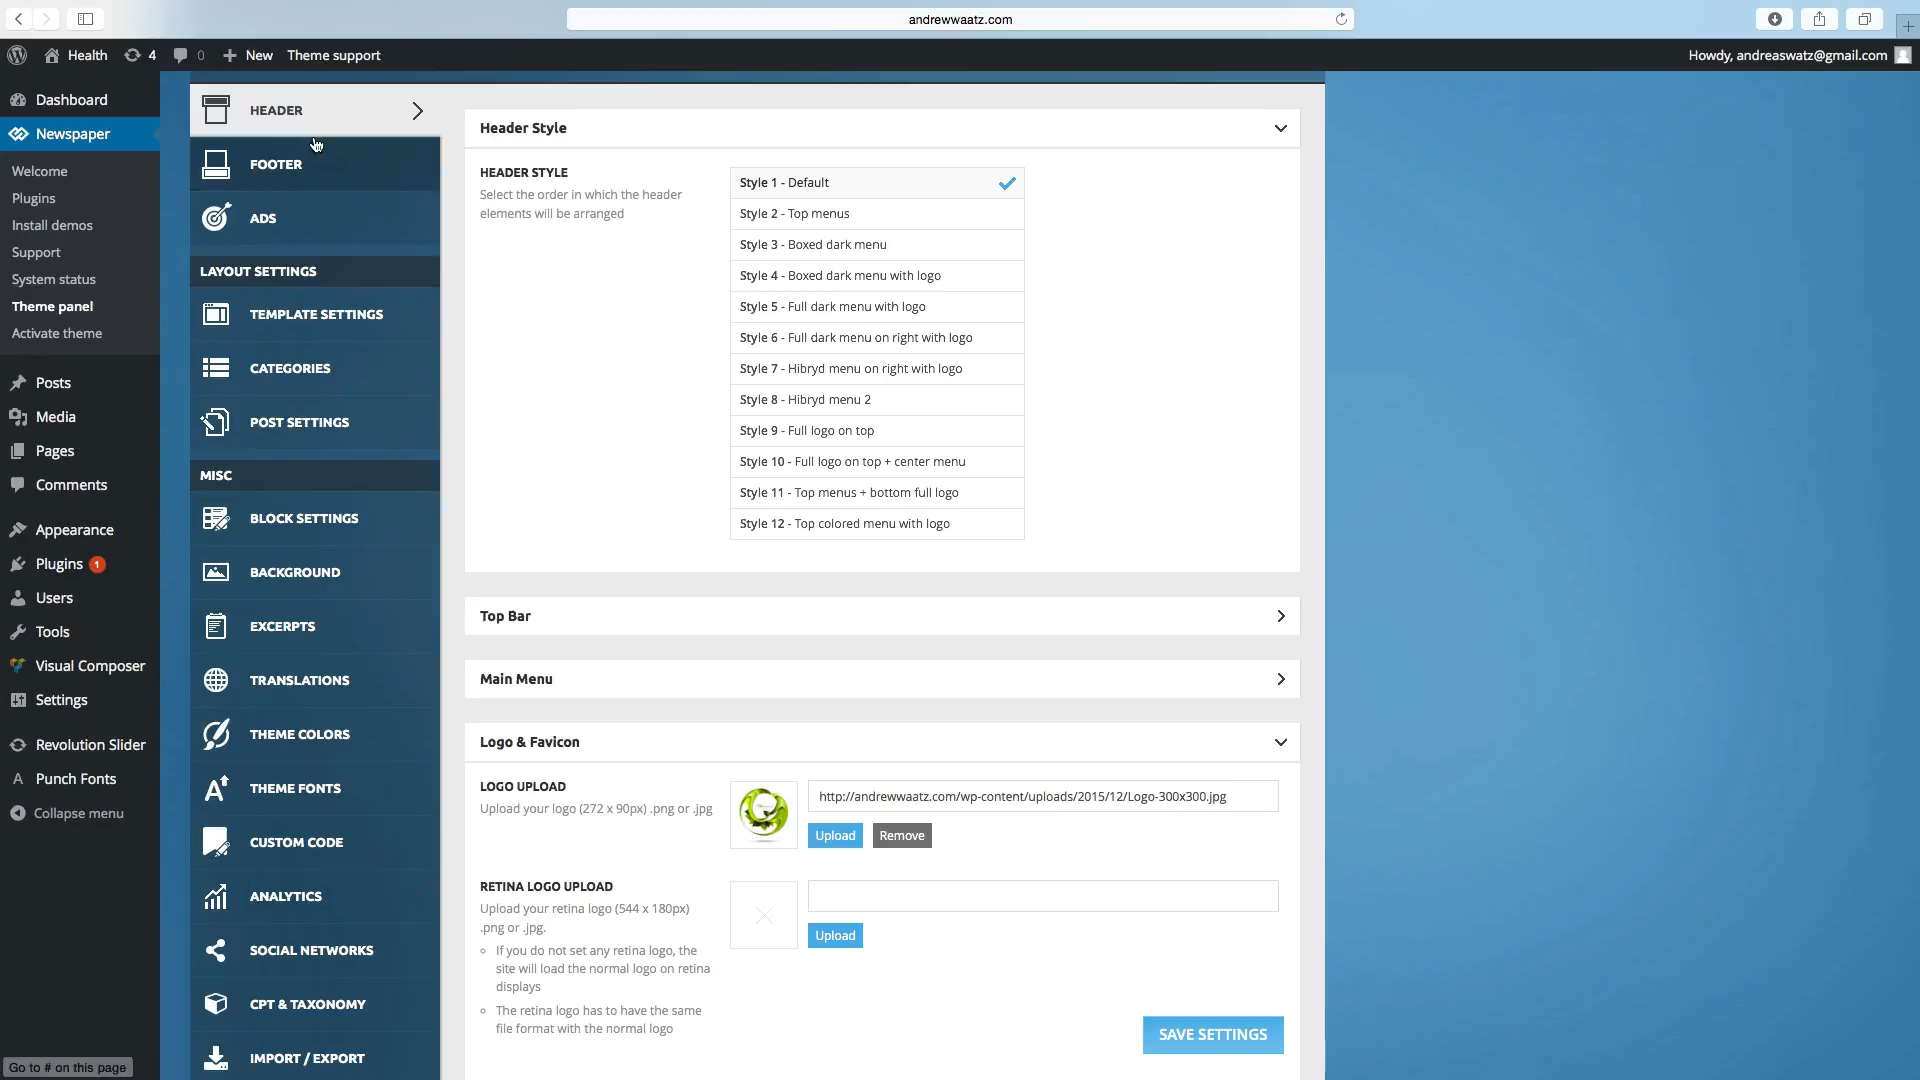 andrewwaatz.com
Health
4
0
New
Theme support
Howdy, andreaswatz@gmail.com
Dashboard
Newspaper
Welcome
Plugins
Install demos
Support
System status
Theme panel
Activate theme
Posts
Media
Pages
Comments
Appearance
Plugins 1
Users
Tools
Visual Composer
Settings
Revolution Slider
Punch Fonts
Collapse menu
Go to # on this page
HEADER
FOOTER
ADS
LAYOUT SETTINGS
TEMPLATE SETTINGS
CATEGORIES
POST SETTINGS
MISC
BLOCK SETTINGS
BACKGROUND
EXCERPTS
TRANSLATIONS
THEME COLORS
THEME FONTS
CUSTOM CODE
ANALYTICS
SOCIAL NETWORKS
CPT & TAXONOMY
IMPORT / EXPORT
Header Style
HEADER STYLE
Select the order in which the header
elements will be arranged
Style 1 - Default
Style 2 - Top menus
Style 3 - Boxed dark menu
Style 4 - Boxed dark menu with logo
Style 5 - Full dark menu with logo
Style 6 - Full dark menu on right with logo
Style 7 - Hibryd menu on right with logo
Style 8 - Hibryd menu 2
Style 9 - Full logo on top
Style 10 - Full logo on top + center menu
Style 11 - Top menus + bottom full logo
Style 12 - Top colored menu with logo
Top Bar
Main Menu
Logo & Favicon
LOGO UPLOAD
Upload your logo (272 x 90px) .png or .jpg
http://andrewwaatz.com/wp-content/uploads/2015/12/Logo-300x300.jpg
Upload
Remove
RETINA LOGO UPLOAD
Upload your retina logo (544 x 180px)
.png or .jpg.
If you do not set any retina logo, the
site will load the normal logo on retina
displays
The retina logo has to have the same
file format with the normal logo
Upload
SAVE SETTINGS